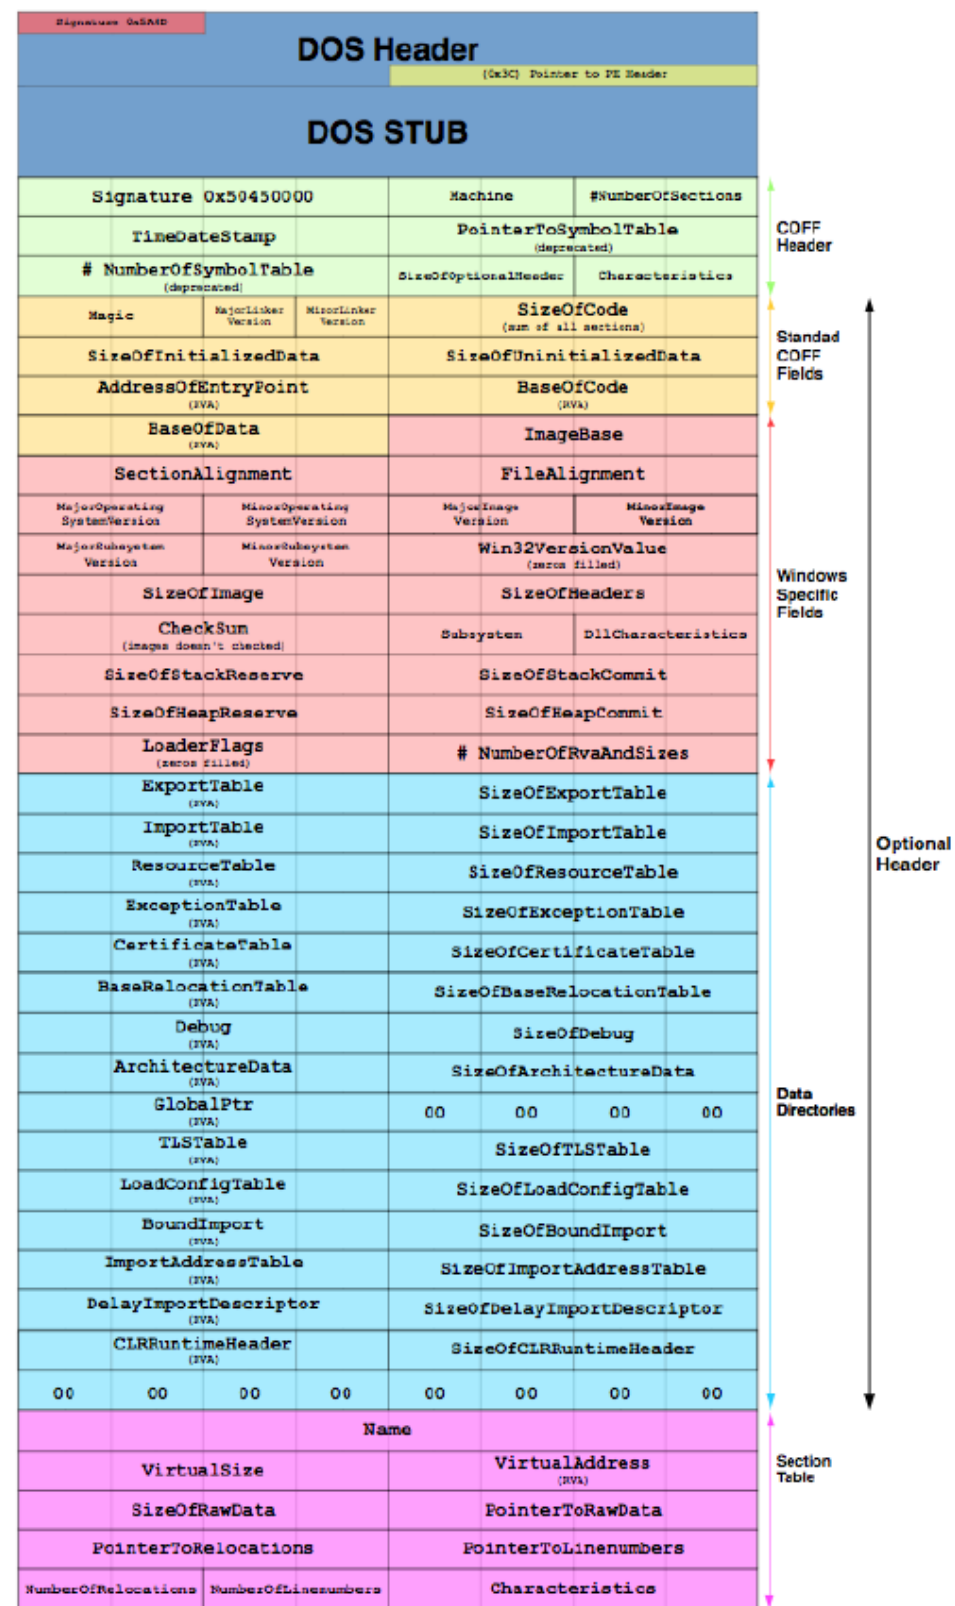 Signature 0x5A4D
DOS Header
(0x3C) Pointer to PE Header
DOS STUB
Signature 0x50450000 Machine #NumberOfSections
TimeDateStamp PointerToSymbolTable
(deprecated)
# NumberOfSymbolTable SizeOfOptionalHeader Characteristics
(deprecated)
COFF
Header
Magic MajorLinker MinorLinker SizeOfCode
Version Version (sum of all sections)
SizeOfInitializedData SizeOfUninitializedData
AddressOfEntryPoint BaseOfCode
(RVA) (RVA)
Standad
COFF
Fields
BaseOfData ImageBase
(RVA)
SectionAlignment FileAlignment
MajorOperating MinorOperating MajorImage MinorImage
SystemVersion SystemVersion Version Version
MajorSubsystem MinorSubsystem Win32VersionValue
Version Version (zeros filled)
SizeOfImage SizeOfHeaders
CheckSum Subsystem DllCharacteristics
(images doesn't checked)
SizeOfStackReserve SizeOfStackCommit
SizeOfHeapReserve SizeOfHeapCommit
LoaderFlags # NumberOfRvaAndSizes
(zeros filled)
Windows
Specific
Fields
ExportTable SizeOfExportTable
(RVA)
ImportTable SizeOfImportTable
(RVA)
ResourceTable SizeOfResourceTable
(RVA)
ExceptionTable SizeOfExceptionTable
(RVA)
CertificateTable SizeOfCertificateTable
(RVA)
BaseRelocationTable SizeOfBaseRelocationTable
(RVA)
Debug SizeOfDebug
(RVA)
ArchitectureData SizeOfArchitectureData
(RVA)
GlobalPtr 00 00 00 00
(RVA)
TLSTable SizeOfTLSTable
(RVA)
LoadConfigTable SizeOfLoadConfigTable
(RVA)
BoundImport SizeOfBoundImport
(RVA)
ImportAddressTable SizeOfImportAddressTable
(RVA)
DelayImportDescriptor SizeOfDelayImportDescriptor
(RVA)
CLRRuntimeHeader SizeOfCLRRuntimeHeader
(RVA)
00 00 00 00 00 00 00 00
Data
Directories
Optional
Header
Name
VirtualSize VirtualAddress
(RVA)
SizeOfRawData PointerToRawData
PointerToRelocations PointerToLinenumbers
NumberOfRelocations NumberOfLinenumbers Characteristics
Section
Table